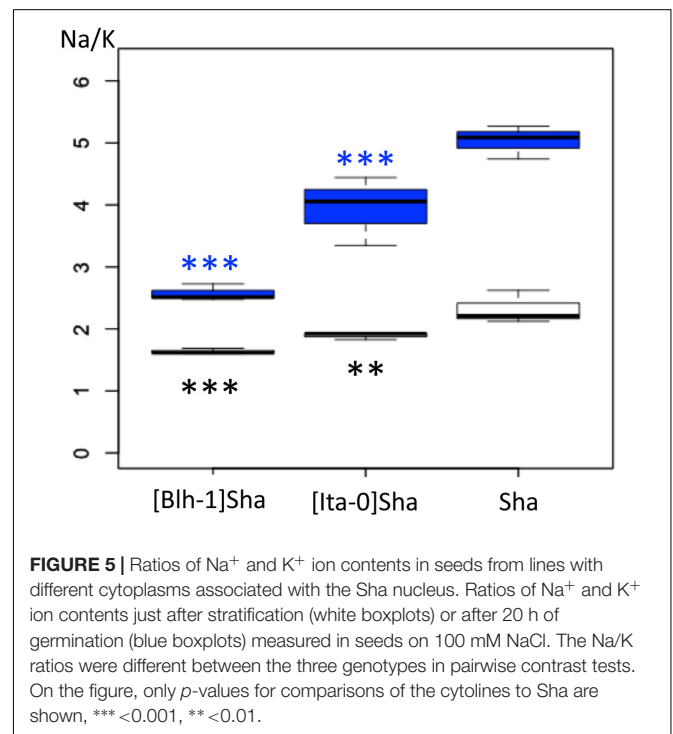 Na/K
6
5
4
3
2
1
0
***
***
***
**
[Blh-1]Sha
[Ita-0]Sha
Sha
FIGURE 5 | Ratios of Na+ and K+ ion contents in seeds from lines with
different cytoplasms associated with the Sha nucleus. Ratios of Na+ and K+
ion contents just after stratification (white boxplots) or after 20 h of
germination (blue boxplots) measured in seeds on 100 mM NaCl. The Na/K
ratios were different between the three genotypes in pairwise contrast tests.
On the figure, only p-values for comparisons of the cytolines to Sha are
shown, *** <0.001, ** <0.01.